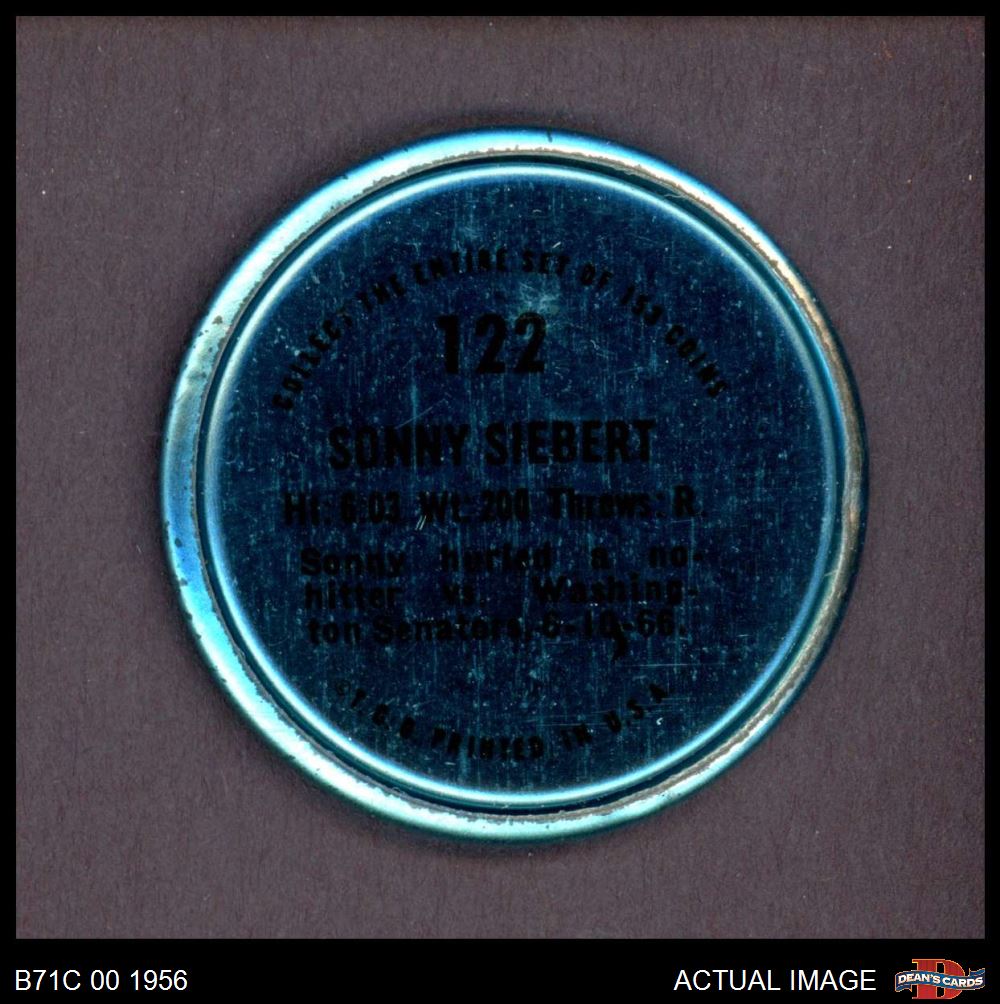 COLLECT THE ENTIRE SET OF 153 COINS
122
SONNY SIEBERT
Ht: 6:03 Wt: 200 Throws: R.
Sonny hurled a no-
hitter vs. Washing-
ton Senators, 6-10-66.
©T.C.G. PRINTED IN U.S.A.
B71C 00 1956
ACTUAL IMAGE
DEAN'S CARDS